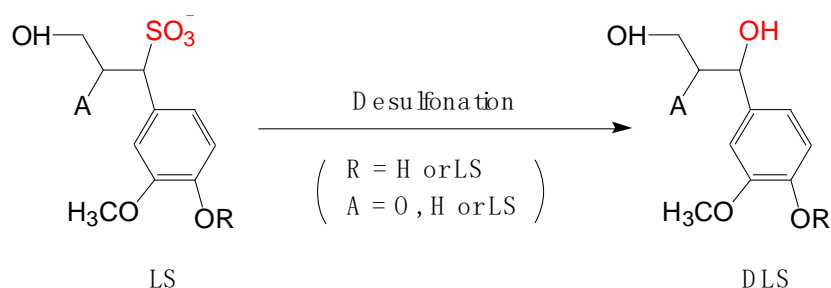 OH
SO3-
A
H3CO
OR
LS
Desulfonation
( R = H or LS
A = O, H or LS )
OH
OH
A
H3CO
OR
DLS